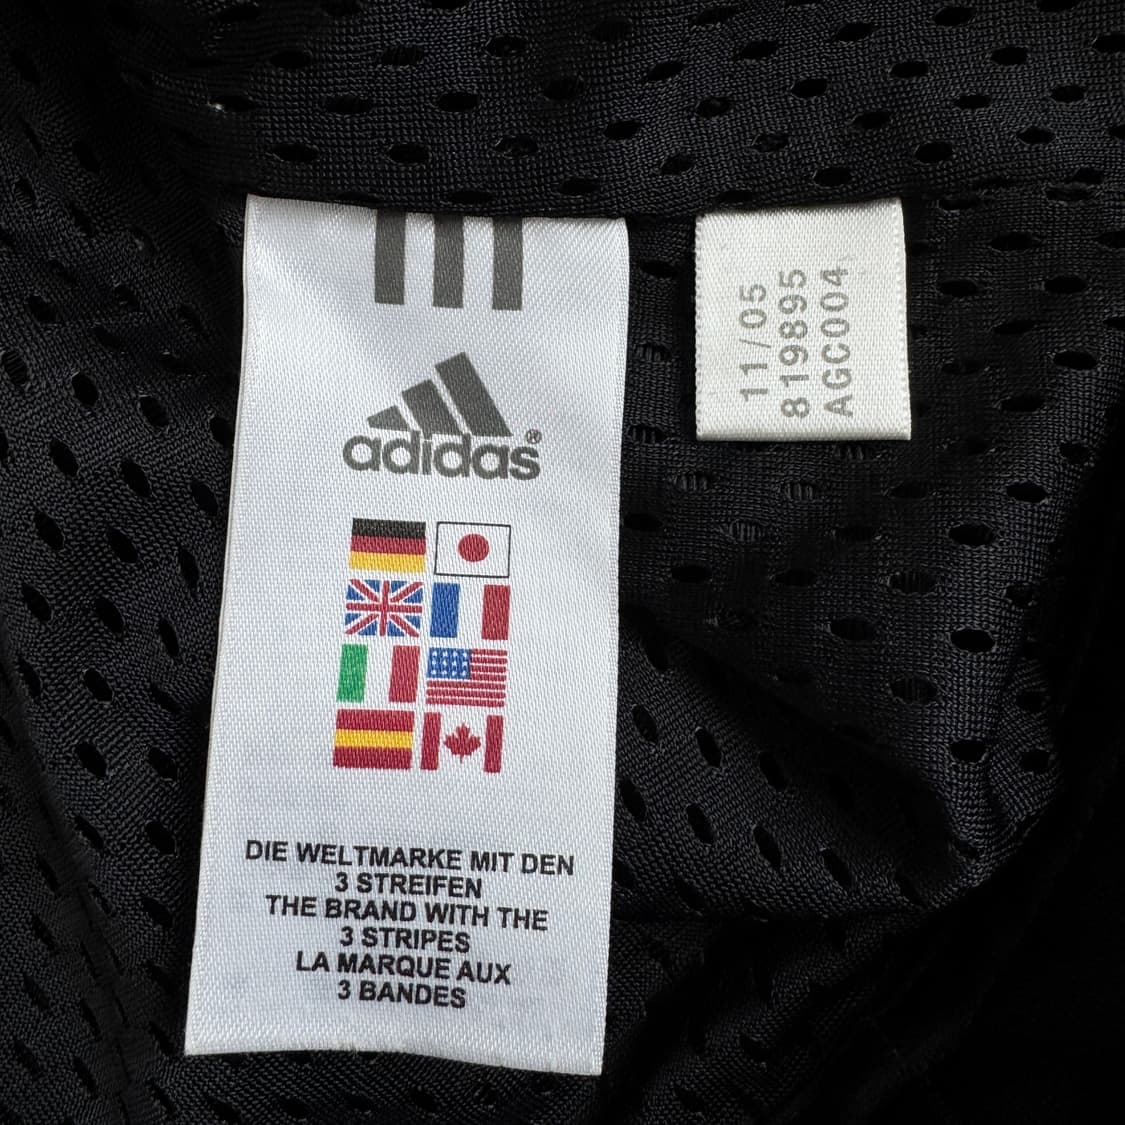 adidas®
DIE WELTMARKE MIT DEN
3 STREIFEN
THE BRAND WITH THE
3 STRIPES
LA MARQUE AUX
3 BANDES
11/05
819895
AGC004